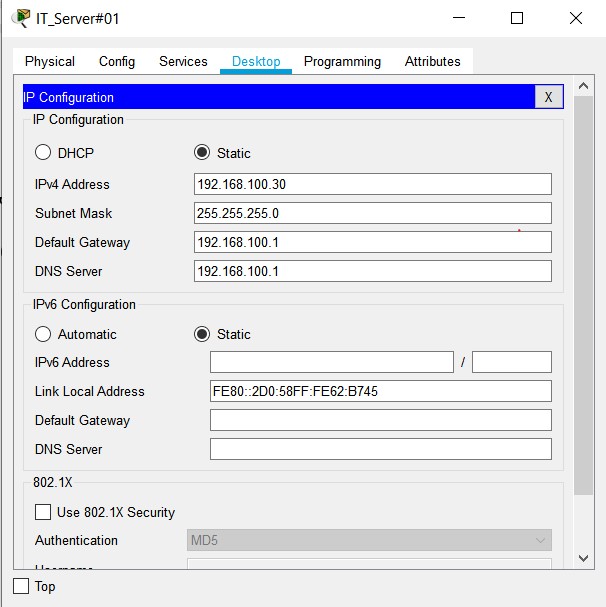 IT_Server#01
Physical Config Services Desktop Programming Attributes
IP Configuration X
IP Configuration
DHCP Static
IPv4 Address 192.168.100.30
Subnet Mask 255.255.255.0
Default Gateway 192.168.100.1
DNS Server 192.168.100.1
IPv6 Configuration
Automatic Static
IPv6 Address /
Link Local Address FE80::2D0:58FF:FE62:B745
Default Gateway
DNS Server
802.1X
Use 802.1X Security
Authentication MD5
Username
Top